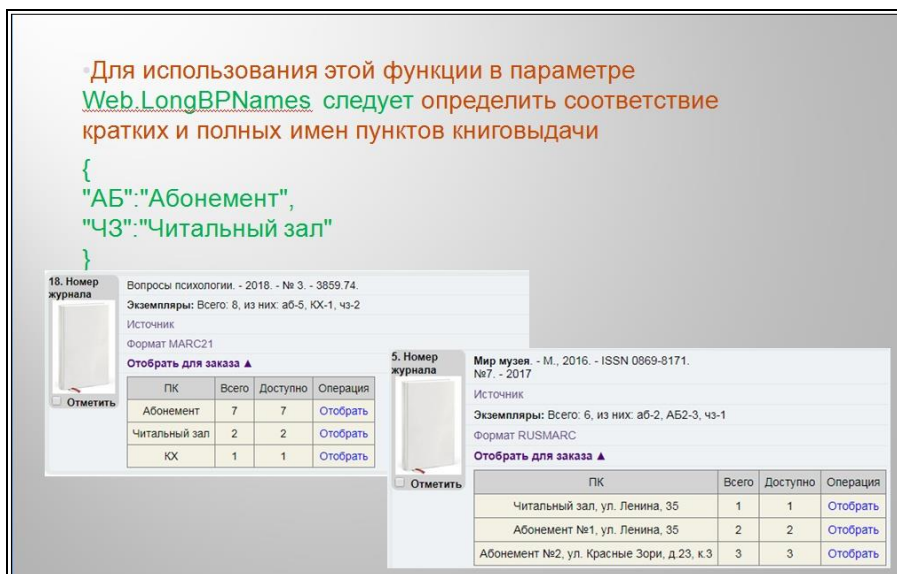 Для использования этой функции в параметре
Web.LongBPNames следует определить соответствие
кратких и полных имен пунктов книговыдачи
{
"АБ":"Абонемент",
"ЧЗ":"Читальный зал"
}
18. Номер журнала
Вопросы психологии. - 2018. - № 3. - 3859.74.
Экземпляры: Всего: 8, из них: аб-5, КХ-1, чз-2
Источник
Формат MARC21
Отобрать для заказа ▲
Отметить
ПК Всего Доступно Операция
Абонемент 7 7 Отобрать
Читальный зал 2 2 Отобрать
КХ 1 1 Отобрать
5. Номер журнала
Мир музея. - М., 2016. - ISSN 0869-8171.
№7. - 2017
Источник
Экземпляры: Всего: 6, из них: аб-2, АБ2-3, чз-1
Формат RUSMARC
Отобрать для заказа ▲
Отметить
ПК Всего Доступно Операция
Читальный зал, ул. Ленина, 35 1 1 Отобрать
Абонемент №1, ул. Ленина, 35 2 2 Отобрать
Абонемент №2, ул. Красные Зори, д.23, к.3 3 3 Отобрать